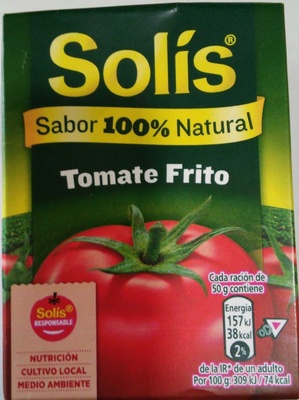 Solís®
Sabor 100% Natural
Tomate Frito
Cada ración de
50 g contiene
Energía
157 kJ
38 kcal
2%
de la IR* de un adulto
Por 100g: 309 kJ / 74 kcal
Solís®
RESPONSABLE
NUTRICIÓN
CULTIVO LOCAL
MEDIO AMBIENTE